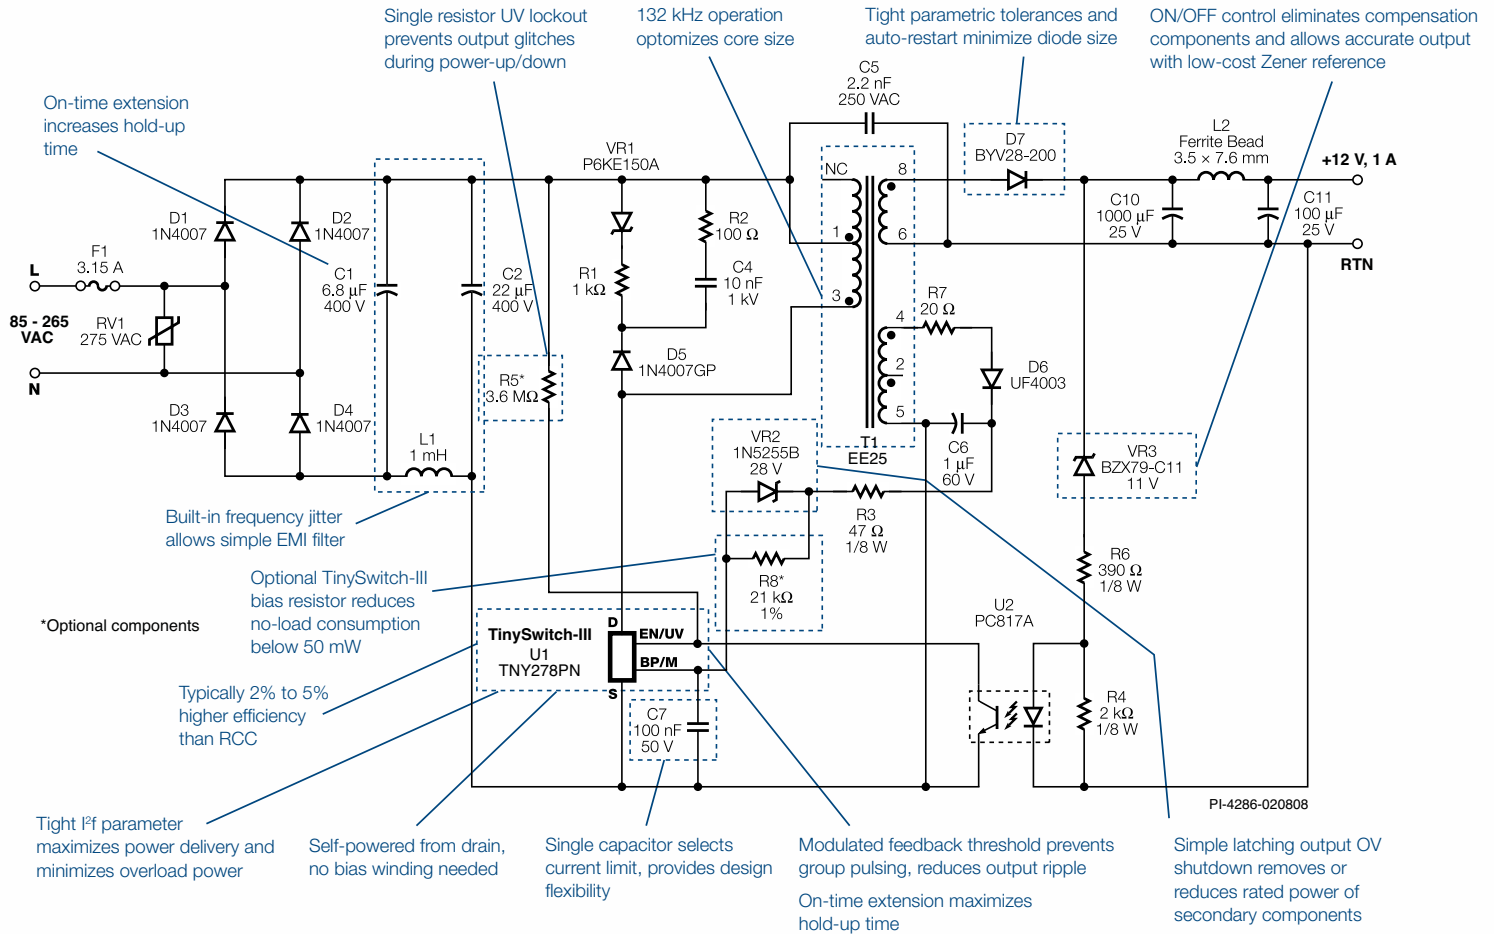 Single resistor UV lockout
prevents output glitches
during power-up/down
132 kHz operation
optomizes core size
Tight parametric tolerances and
auto-restart minimize diode size
ON/OFF control eliminates compensation
components and allows accurate output
with low-cost Zener reference
On-time extension
increases hold-up
time
C5
2.2 nF
250 VAC
VR1
P6KE150A
D7
BYV28-200
L2
Ferrite Bead
3.5 × 7.6 mm
+12 V, 1 A
NC
8
D1
1N4007
D2
1N4007
R2
100 Ω
C10
1000 μF
25 V
C11
100 μF
25 V
1
6
RTN
F1
3.15 A
L
C1
6.8 μF
400 V
C2
22 μF
400 V
R1
1 kΩ
C4
10 nF
1 kV
3
R7
20 Ω
85 - 265
VAC
RV1
275 VAC
4
N
D5
1N4007GP
2
D6
UF4003
R5*
3.6 MΩ
D3
1N4007
D4
1N4007
5
L1
1 mH
VR2
1N5255B
28 V
T1
EE25
C6
1 μF
60 V
VR3
BZX79-C11
11 V
R3
47 Ω
1/8 W
Built-in frequency jitter
allows simple EMI filter
R6
390 Ω
1/8 W
Optional TinySwitch-III
bias resistor reduces
no-load consumption
below 50 mW
R8*
21 kΩ
1%
*Optional components
U2
PC817A
D
TinySwitch-III
U1
TNY278PN
EN/UV
BP/M
S
Typically 2% to 5%
higher efficiency
than RCC
C7
100 nF
50 V
R4
2 kΩ
1/8 W
PI-4286-020808
Tight I²f parameter
maximizes power delivery and
minimizes overload power
Self-powered from drain,
no bias winding needed
Single capacitor selects
current limit, provides design
flexibility
Modulated feedback threshold prevents
group pulsing, reduces output ripple
On-time extension maximizes
hold-up time
Simple latching output OV
shutdown removes or
reduces rated power of
secondary components